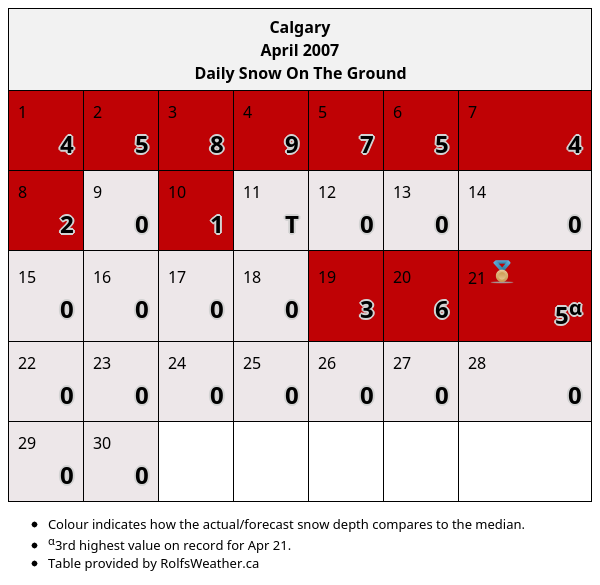 Calgary
April 2007
Daily Snow On The Ground
1 2 3 4 5 6 7
4 5 8 9 7 5 4
8 9 10 11 12 13 14
2 0 1 T 0 0 0
15 16 17 18 19 20 21
0 0 0 0 3 6 5α
22 23 24 25 26 27 28
0 0 0 0 0 0 0
29 30
0 0
• Colour indicates how the actual/forecast snow depth compares to the median.
• α3rd highest value on record for Apr 21.
• Table provided by RolfsWeather.ca